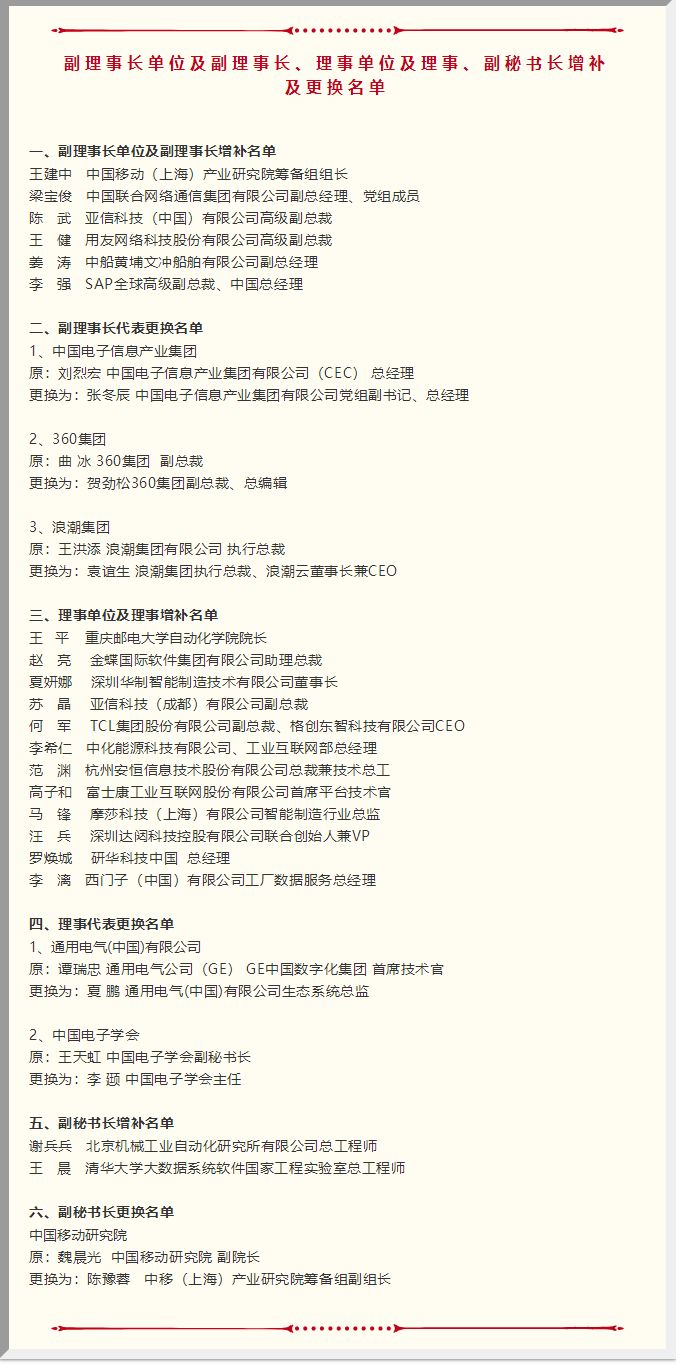 副理事长单位及副理事长、理事单位及理事、副秘书长增补
及更换名单
一、副理事长单位及副理事长增补名单
王建中 中国移动（上海）产业研究院筹备组组长
梁宝俊 中国联合网络通信集团有限公司副总经理、党组成员
陈 武 亚信科技（中国）有限公司高级副总裁
王 健 用友网络科技股份有限公司高级副总裁
姜 涛 中船黄埔文冲船舶有限公司副总经理
李 强 SAP全球高级副总裁、中国总经理
二、副理事长代表更换名单
1、中国电子信息产业集团
原：刘烈宏 中国电子信息产业集团有限公司（CEC） 总经理
更换为：张冬辰 中国电子信息产业集团有限公司党组副书记、总经理
2、360集团
原：曲 冰 360集团 副总裁
更换为：贺劲松360集团副总裁、总编辑
3、浪潮集团
原：王洪添 浪潮集团有限公司 执行总裁
更换为：袁谊生 浪潮集团执行总裁、浪潮云董事长兼CEO
三、理事单位及理事增补名单
王 平 重庆邮电大学自动化学院院长
赵 亮 金蝶国际软件集团有限公司助理总裁
夏妍娜 深圳华制智能制造技术有限公司董事长
苏 晶 亚信科技（成都）有限公司副总裁
何 军 TCL集团股份有限公司副总裁、格创东智科技有限公司CEO
李希仁 中化能源科技有限公司、工业互联网部总经理
范 渊 杭州安恒信息技术股份有限公司总裁兼技术总工
高子和 富士康工业互联网股份有限公司首席平台技术官
马 锋 摩莎科技（上海）有限公司智能制造行业总监
汪 兵 深圳达闼科技控股有限公司联合创始人兼VP
罗焕城 研华科技中国 总经理
李 漓 西门子（中国）有限公司工厂数据服务总经理
四、理事代表更换名单
1、通用电气(中国)有限公司
原：谭瑞忠 通用电气公司（GE） GE中国数字化集团 首席技术官
更换为：夏 鹏 通用电气(中国)有限公司生态系统总监
2、中国电子学会
原：王天虹 中国电子学会副秘书长
更换为：李 颋 中国电子学会主任
五、副秘书长增补名单
谢兵兵 北京机械工业自动化研究所有限公司总工程师
王 晨 清华大学大数据系统软件国家工程实验室总工程师
六、副秘书长更换名单
中国移动研究院
原：魏晨光 中国移动研究院 副院长
更换为：陈豫蓉 中移（上海）产业研究院筹备组副组长